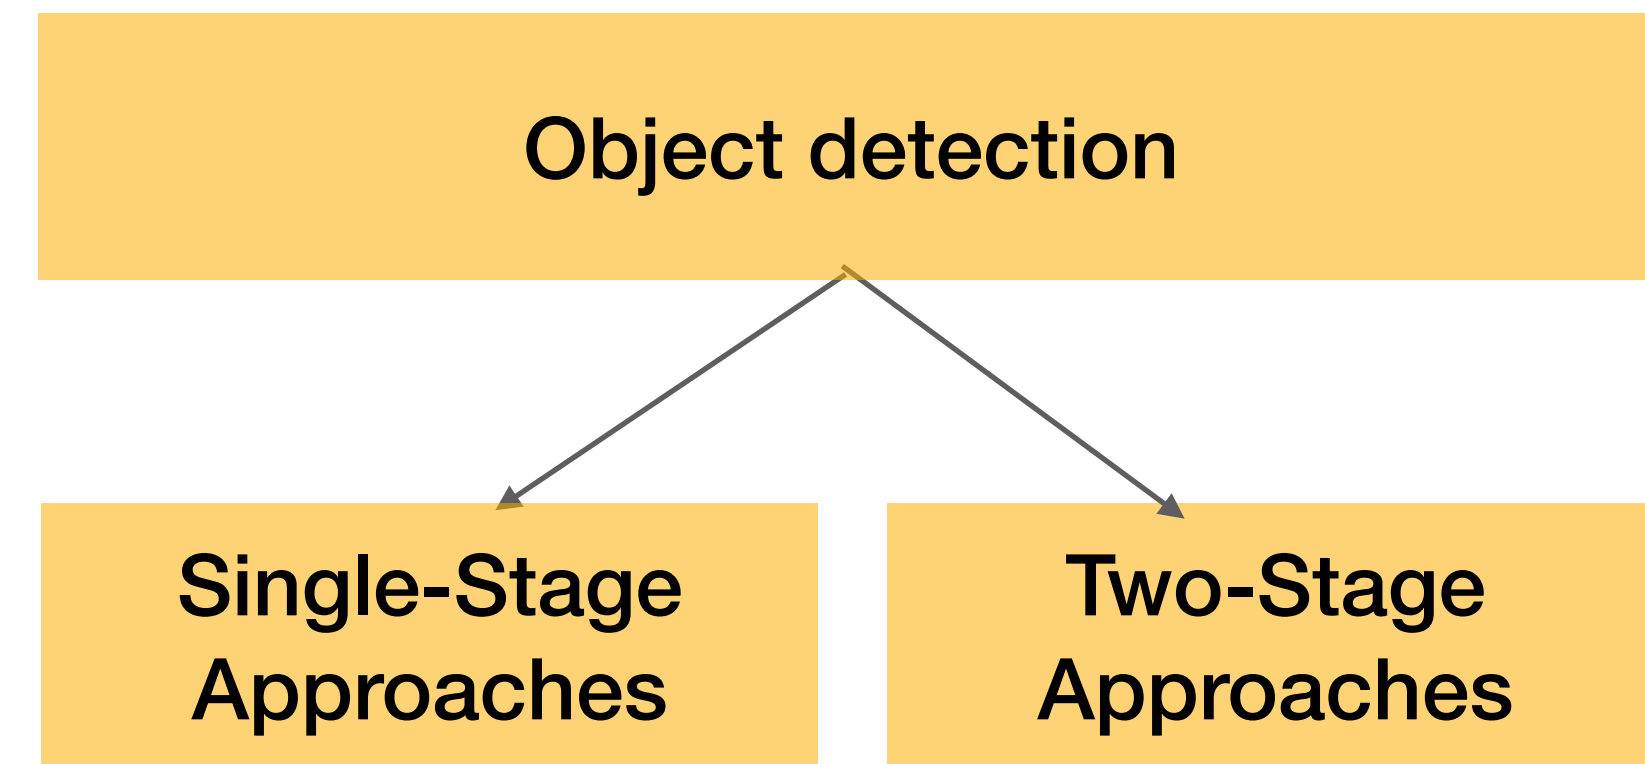 Object detection
Single-Stage
Approaches
Two-Stage
Approaches